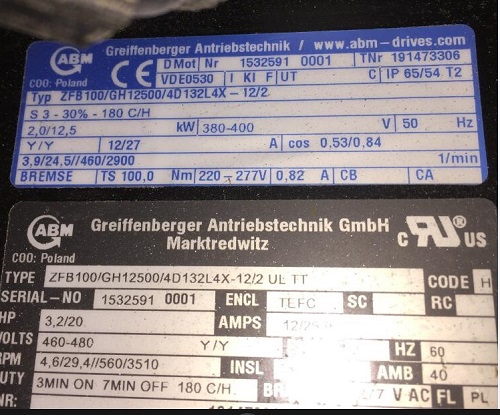 ABM Greiffenberger Antriebstechnik / www.abm-drives.com
COO: Poland CE D Mot Nr 1532591 0001 TNr 191473306
VDE0530 I Kl F UT C IP 65/54 T2
Typ ZFB100/GH12500/4D132L4X-12/2
S 3 - 30% - 180 C/H
2,0/12,5 kW 380-400 V 50 Hz
Y/Y 12/27 A cos 0,53/0,84
3,9/24,5//460/2900 1/min
BREMSE TS 100,0 Nm 220-277V 0,82 A CB CA
ABM Greiffenberger Antriebstechnik GmbH
Marktredwitz
COO: Poland c RU ® US
TYPE ZFB100/GH12500/4D132L4X-12/2 UL TT CODE H
SERIAL-NO 1532591 0001 ENCL TEFC SC RC
HP 3,2/20 AMPS
VOLTS 460-480 Y/Y HZ 60
RPM 4,6/29,4//560/3510 INSL AMB 40
DUTY 3MIN ON 7MIN OFF 180 C/H V AC FL PL
NR: